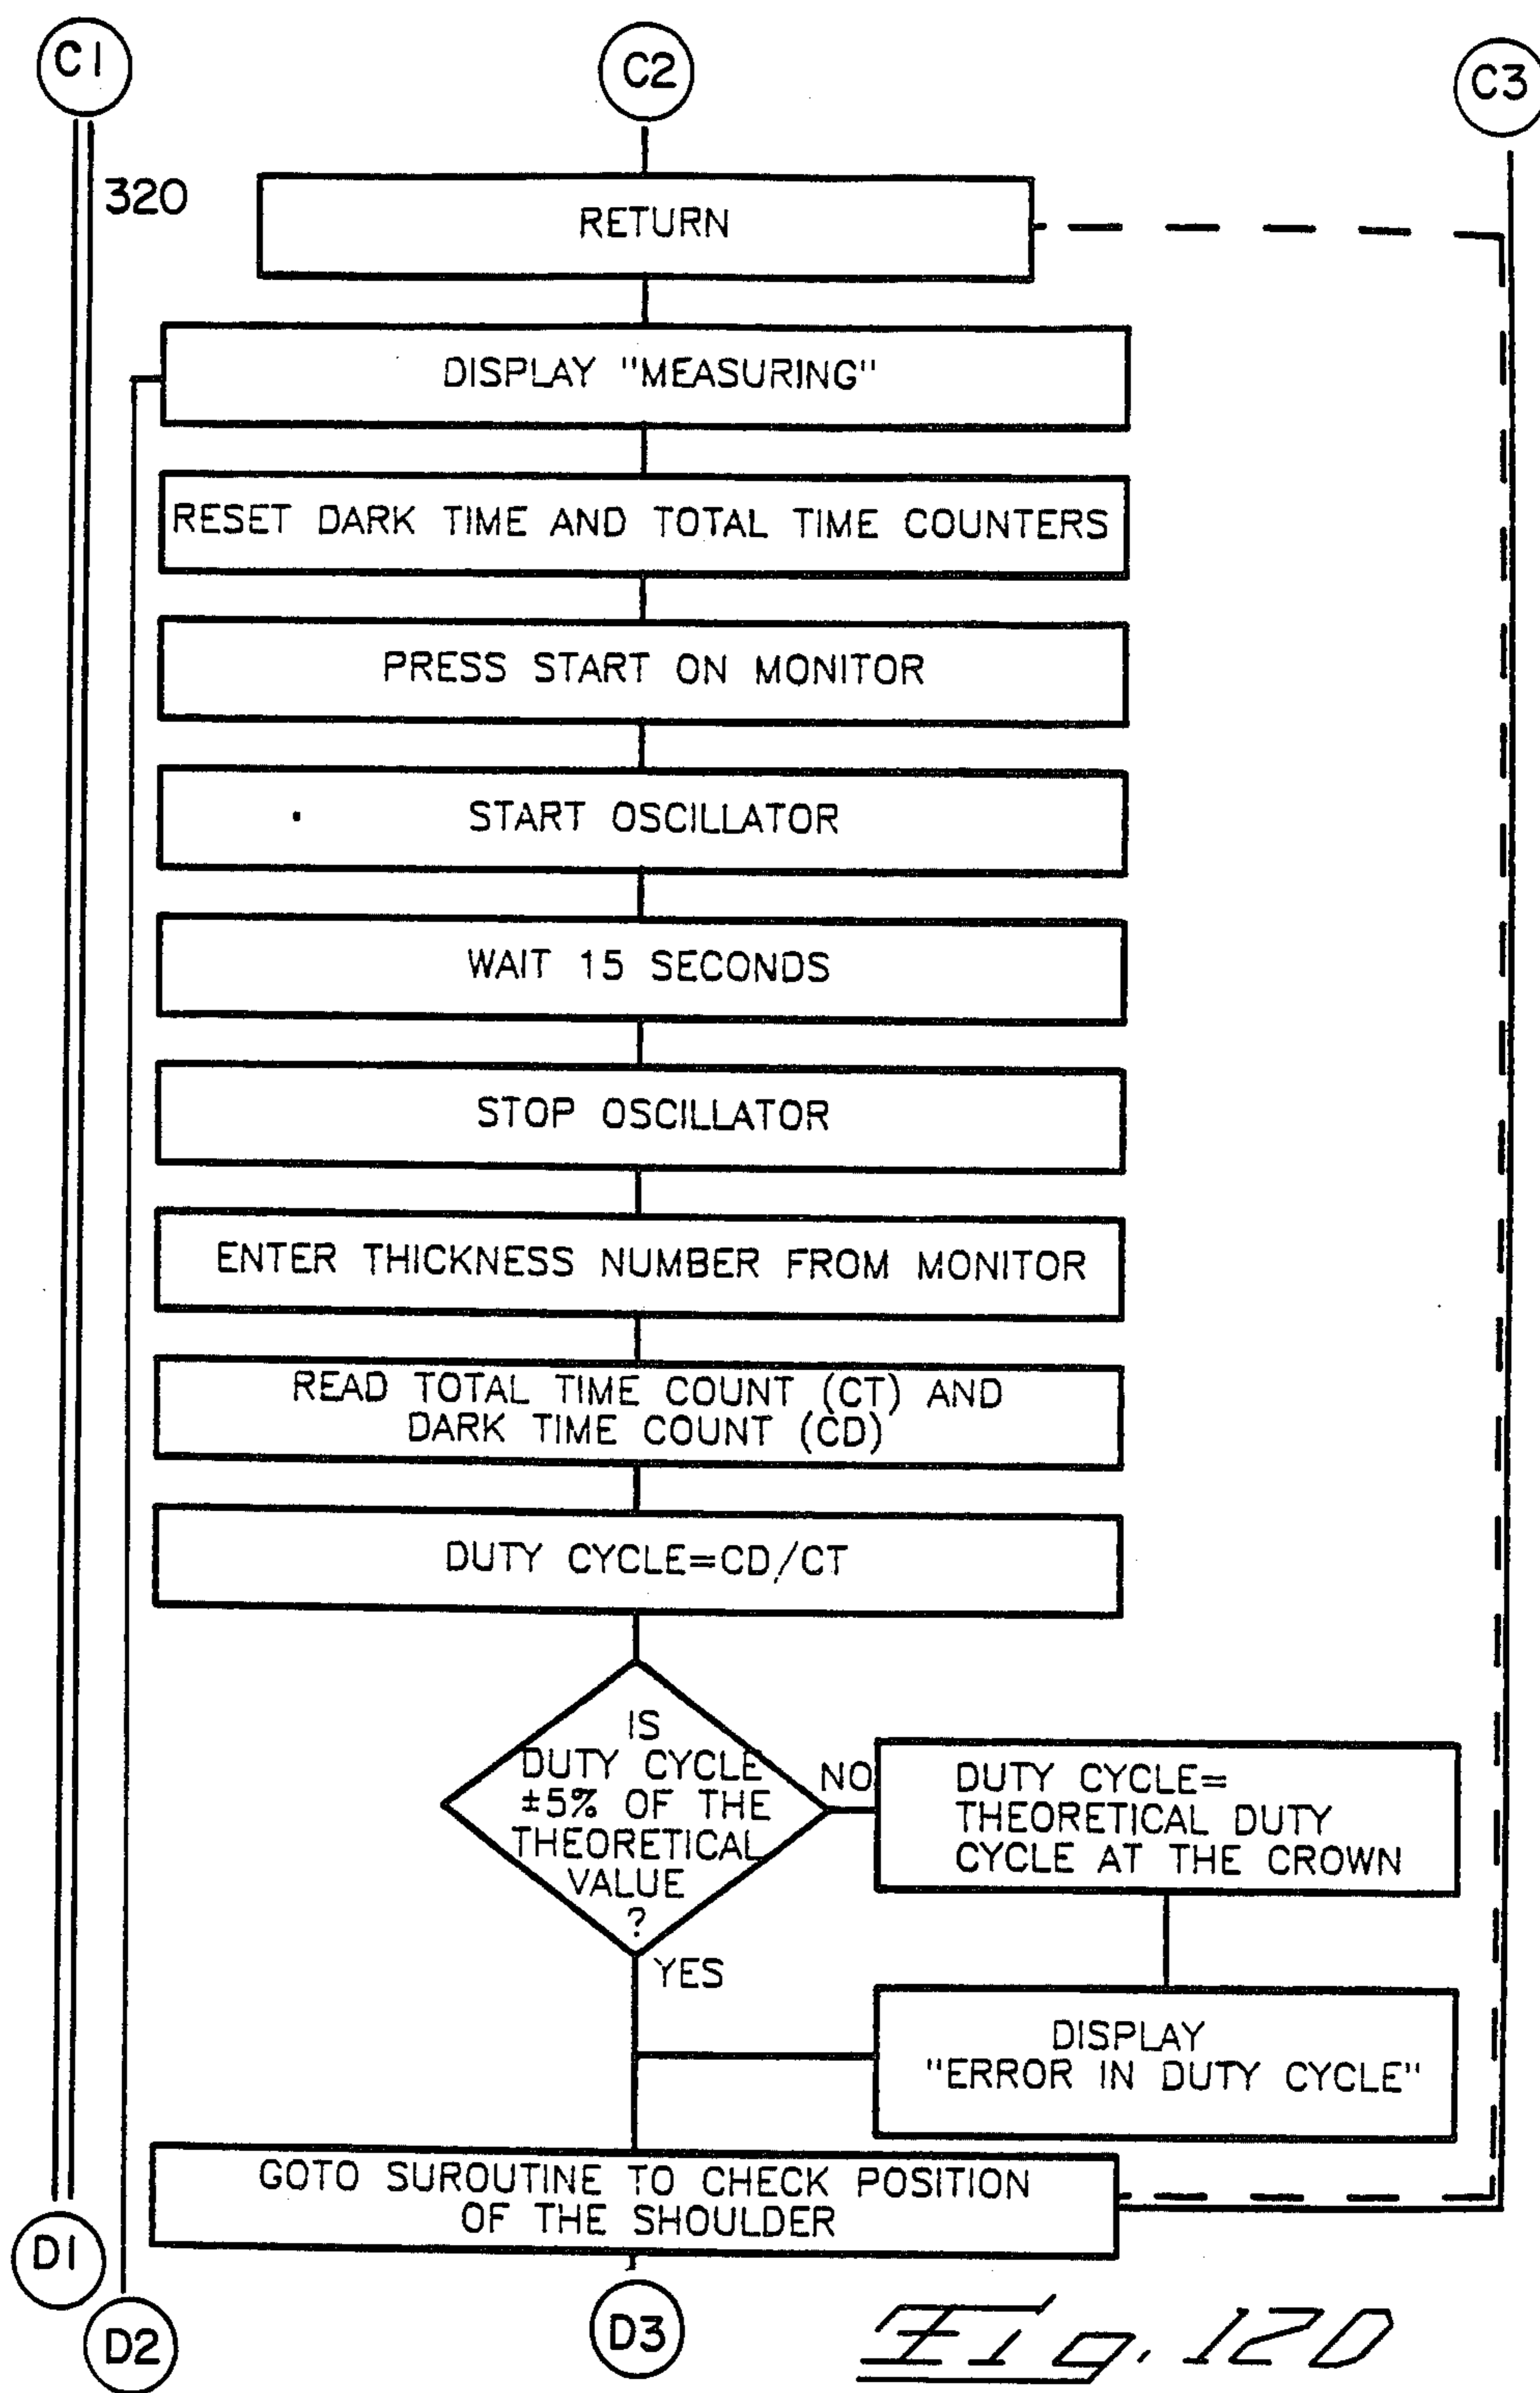 C1
C2
C3
320
RETURN
DISPLAY "MEASURING"
RESET DARK TIME AND TOTAL TIME COUNTERS
PRESS START ON MONITOR
START OSCILLATOR
WAIT 15 SECONDS
STOP OSCILLATOR
ENTER THICKNESS NUMBER FROM MONITOR
READ TOTAL TIME COUNT (CT) AND
DARK TIME COUNT (CD)
DUTY CYCLE=CD/CT
IS
DUTY CYCLE
±5% OF THE
THEORETICAL
VALUE
?
NO
DUTY CYCLE=
THEORETICAL DUTY
CYCLE AT THE CROWN
YES
DISPLAY
"ERROR IN DUTY CYCLE"
GOTO SUROUTINE TO CHECK POSITION
OF THE SHOULDER
D1
D2
D3
Fig. 12D